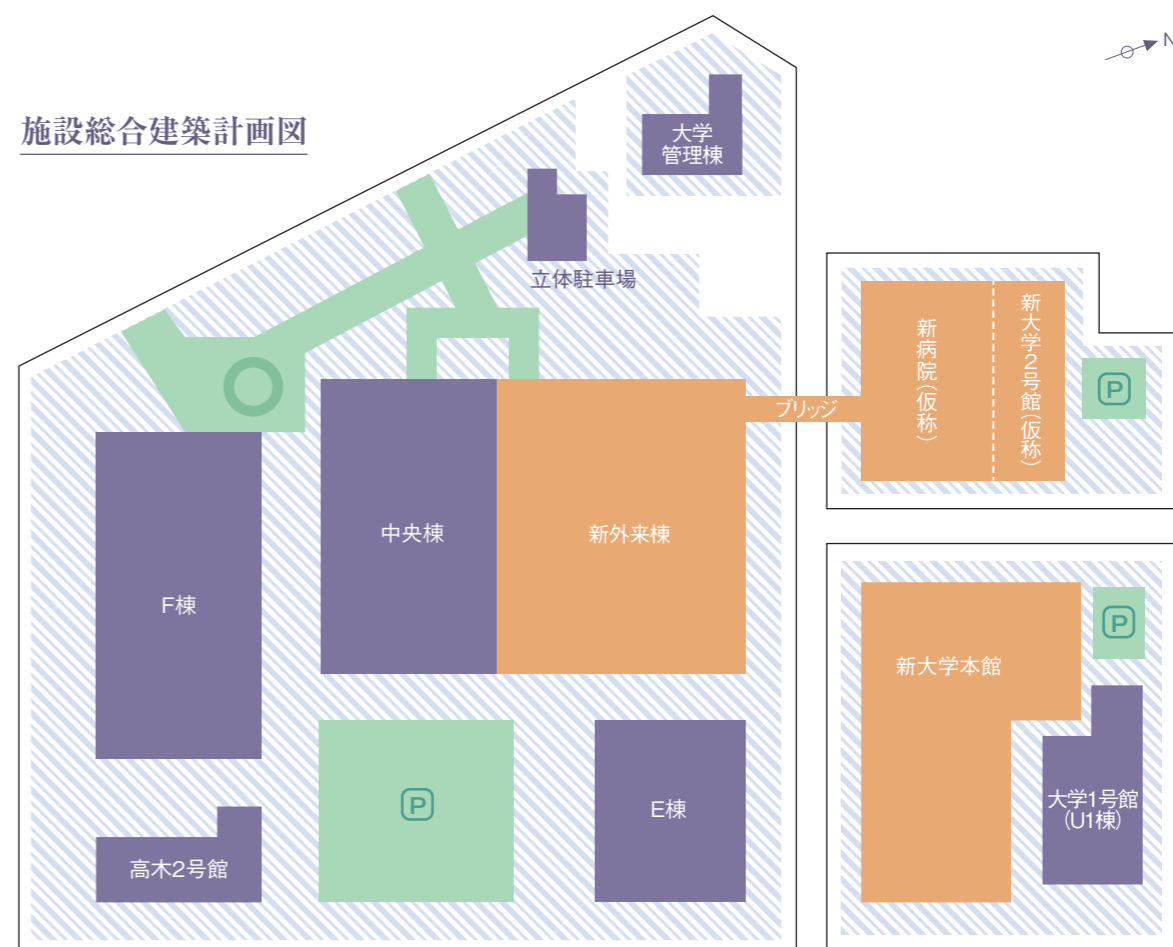 N
施設総合建築計画図
大学
管理棟
立体駐車場
新病院(仮称)
新大学2号館(仮称)
P
ブリッジ
中央棟
新外来棟
F棟
P
新大学本館
P
E棟
大学1号館
(U1棟)
高木2号館